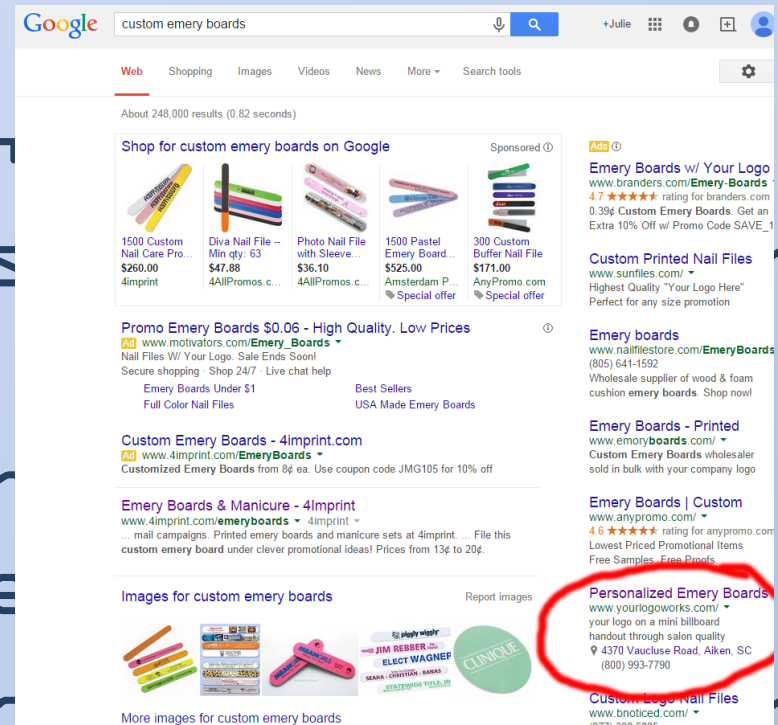 Google
custom emery boards
+Julie
Web Shopping Images Videos News More Search tools
About 248,000 results (0.82 seconds)
Shop for custom emery boards on Google
Sponsored
1500 Custom
Nail Care Pro...
$260.00
4imprint
Diva Nail File --
Min qty: 63
$47.88
4AllPromos.c...
Photo Nail File
with Sleeve...
$36.10
4AllPromos.c...
1500 Pastel
Emery Board...
$525.00
Amsterdam P...
Special offer
300 Custom
Buffer Nail File
$171.00
AnyPromo.com
Special offer
Promo Emery Boards $0.06 - High Quality. Low Prices
Ad www.motivators.com/Emery_Boards
Nail Files W/ Your Logo. Sale Ends Soon!
Secure shopping · Shop 24/7 · Live chat help
Emery Boards Under $1 Best Sellers
Full Color Nail Files USA Made Emery Boards
Custom Emery Boards - 4imprint.com
Ad www.4imprint.com/EmeryBoards
Customized Emery Boards from 8¢ ea. Use coupon code JMG105 for 10% off
Emery Boards & Manicure - 4Imprint
www.4imprint.com/emeryboards 4imprint
... mail campaigns. Printed emery boards and manicure sets at 4imprint. ... File this
custom emery board under clever promotional ideas! Prices from 13¢ to 20¢.
Images for custom emery boards
Report images
piggly wiggly
JIM REBBER
ELECT WAGNER
SEAHA - CHRISTIAN - BANAS
STATEWIDE TITLE, IN
CLINIQUE
More images for custom emery boards
Ads
Emery Boards w/ Your Logo
www.branders.com/Emery-Boards
4.7 ★★★★★ rating for branders.com
0.39¢ Custom Emery Boards. Get an
Extra 10% Off w/ Promo Code SAVE_1
Custom Printed Nail Files
www.sunfiles.com/
Highest Quality "Your Logo Here"
Perfect for any size promotion
Emery boards
www.nailfilestore.com/EmeryBoards
(805) 641-1592
Wholesale supplier of wood & foam
cushion emery boards. Shop now!
Emery Boards - Printed
www.emoryboards.com/
Custom Emery Boards wholesaler
sold in bulk with your company logo
Emery Boards | Custom
www.anypromo.com/
4.6 ★★★★★ rating for anypromo.com
Lowest Priced Promotional Items
Free Samples. Free Proofs.
Personalized Emery Boards
www.yourlogoworks.com/
your logo on a mini billboard
handout through salon quality
4370 Vaucluse Road, Aiken, SC
(800) 993-7790
Custom Logo Nail Files
www.bnoticed.com/